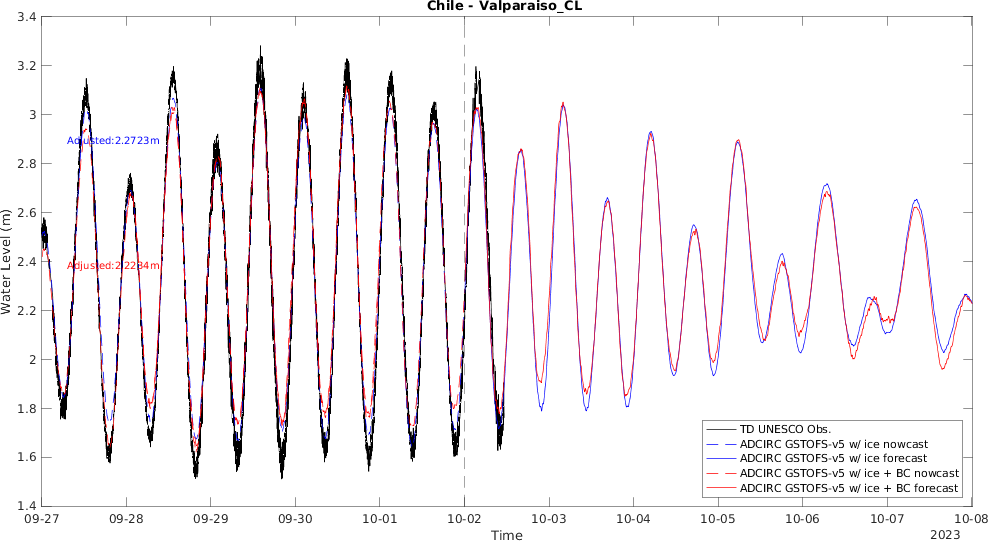 Chile - Valparaiso_CL
3.4
3.2
3
2.8
2.6
2.4
2.2
2
1.8
1.6
1.4
Water Level (m)
Adjusted:2.2723m
Adjusted:2.2284m
TD UNESCO Obs.
ADCIRC GSTOFS-v5 w/ ice nowcast
ADCIRC GSTOFS-v5 w/ ice forecast
ADCIRC GSTOFS-v5 w/ ice + BC nowcast
ADCIRC GSTOFS-v5 w/ ice + BC forecast
09-27 09-28 09-29 09-30 10-01 10-02 10-03 10-04 10-05 10-06 10-07 10-08
Time
2023